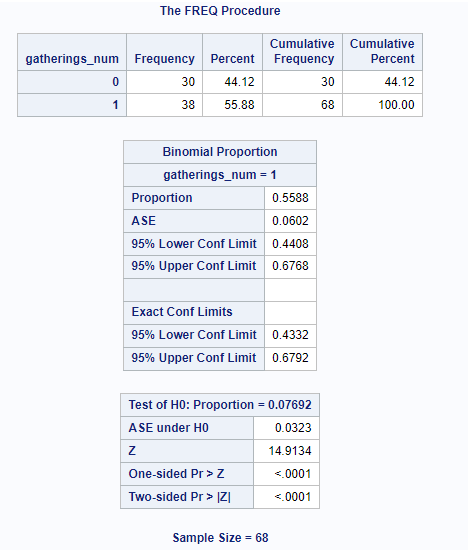 The FREQ Procedure
gatherings_num Frequency Percent Cumulative Frequency Cumulative Percent
0 30 44.12 30 44.12
1 38 55.88 68 100.00
Binomial Proportion
gatherings_num = 1
Proportion 0.5588
ASE 0.0602
95% Lower Conf Limit 0.4408
95% Upper Conf Limit 0.6768
Exact Conf Limits
95% Lower Conf Limit 0.4332
95% Upper Conf Limit 0.6792
Test of H0: Proportion = 0.07692
ASE under H0 0.0323
Z 14.9134
One-sided Pr > Z <.0001
Two-sided Pr > |Z| <.0001
Sample Size = 68